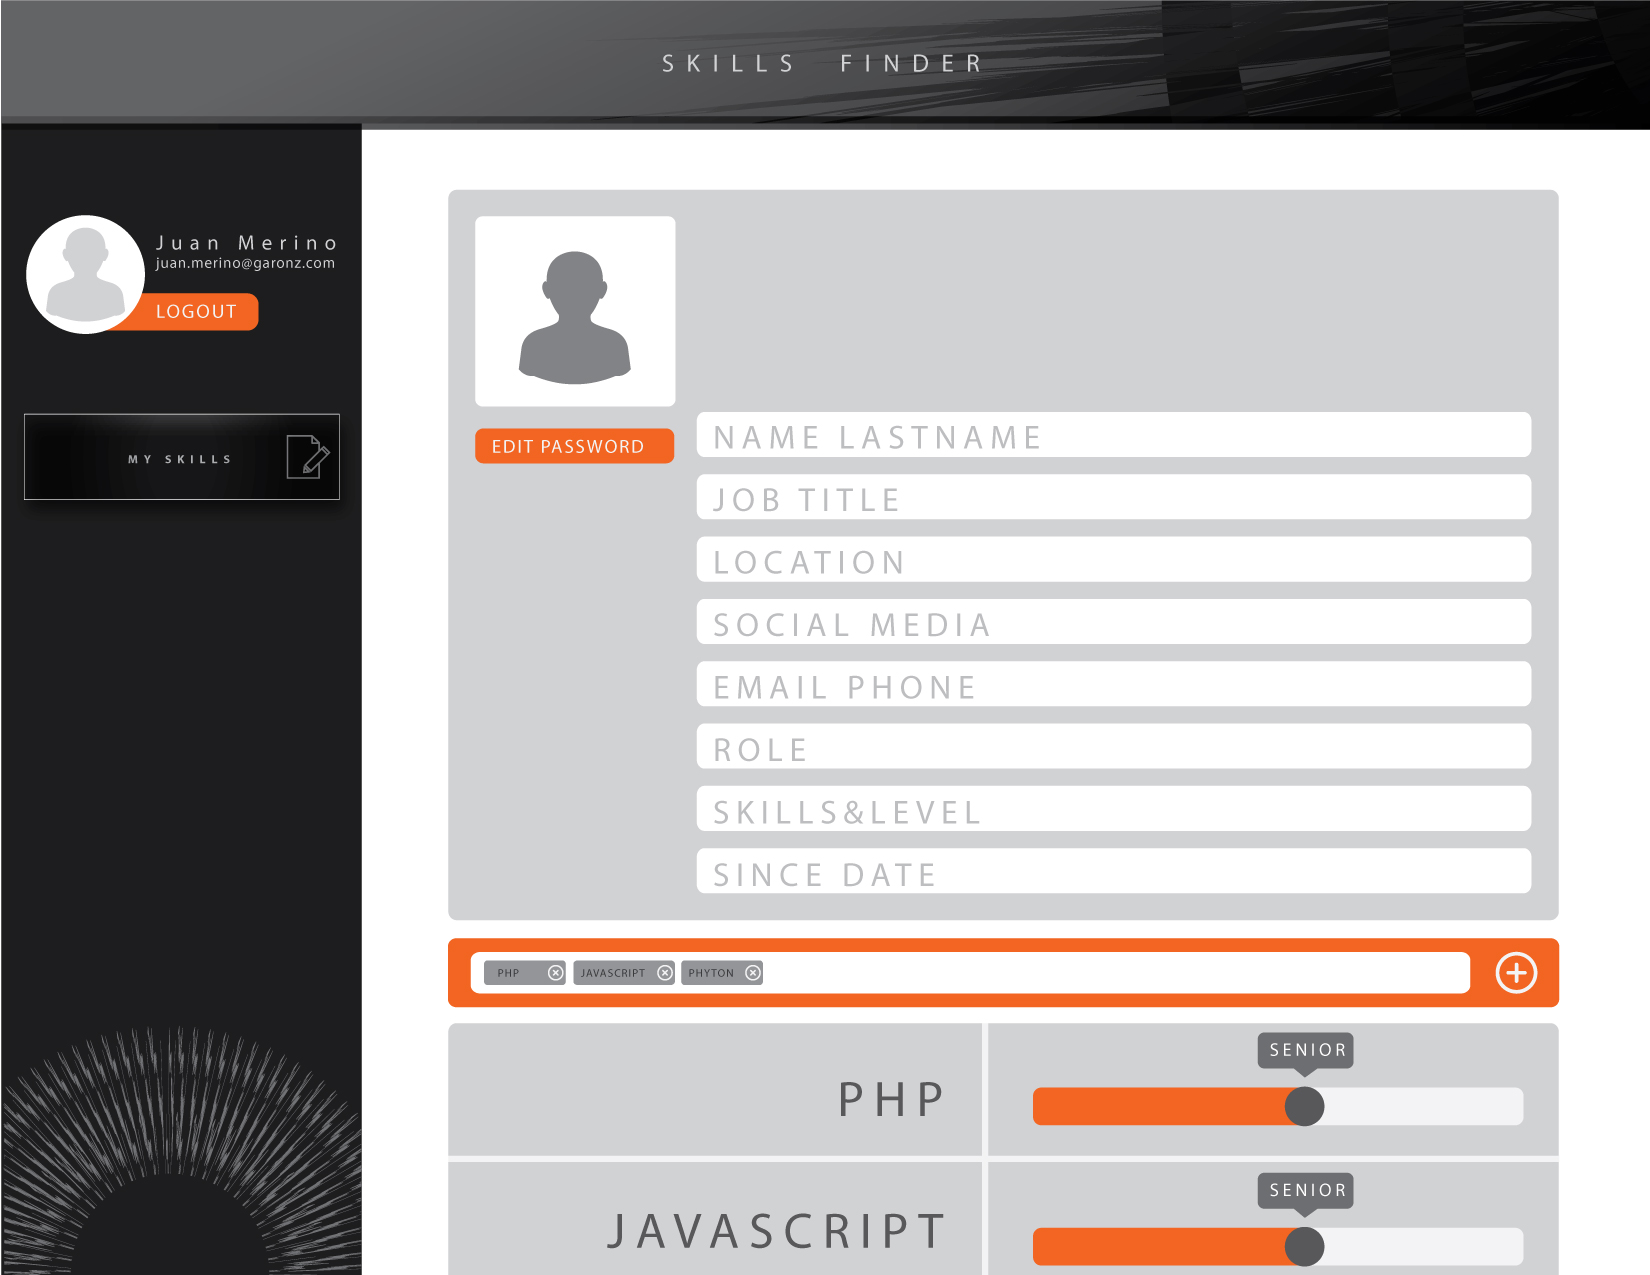 SKILLS FINDER
Juan Merino
juan.merino@garonz.com
LOGOUT
MY SKILLS
EDIT PASSWORD
NAME LASTNAME
JOB TITLE
LOCATION
SOCIAL MEDIA
EMAIL PHONE
ROLE
SKILLS&LEVEL
SINCE DATE
PHP JAVASCRIPT PHYTON
SENIOR
PHP
SENIOR
JAVASCRIPT